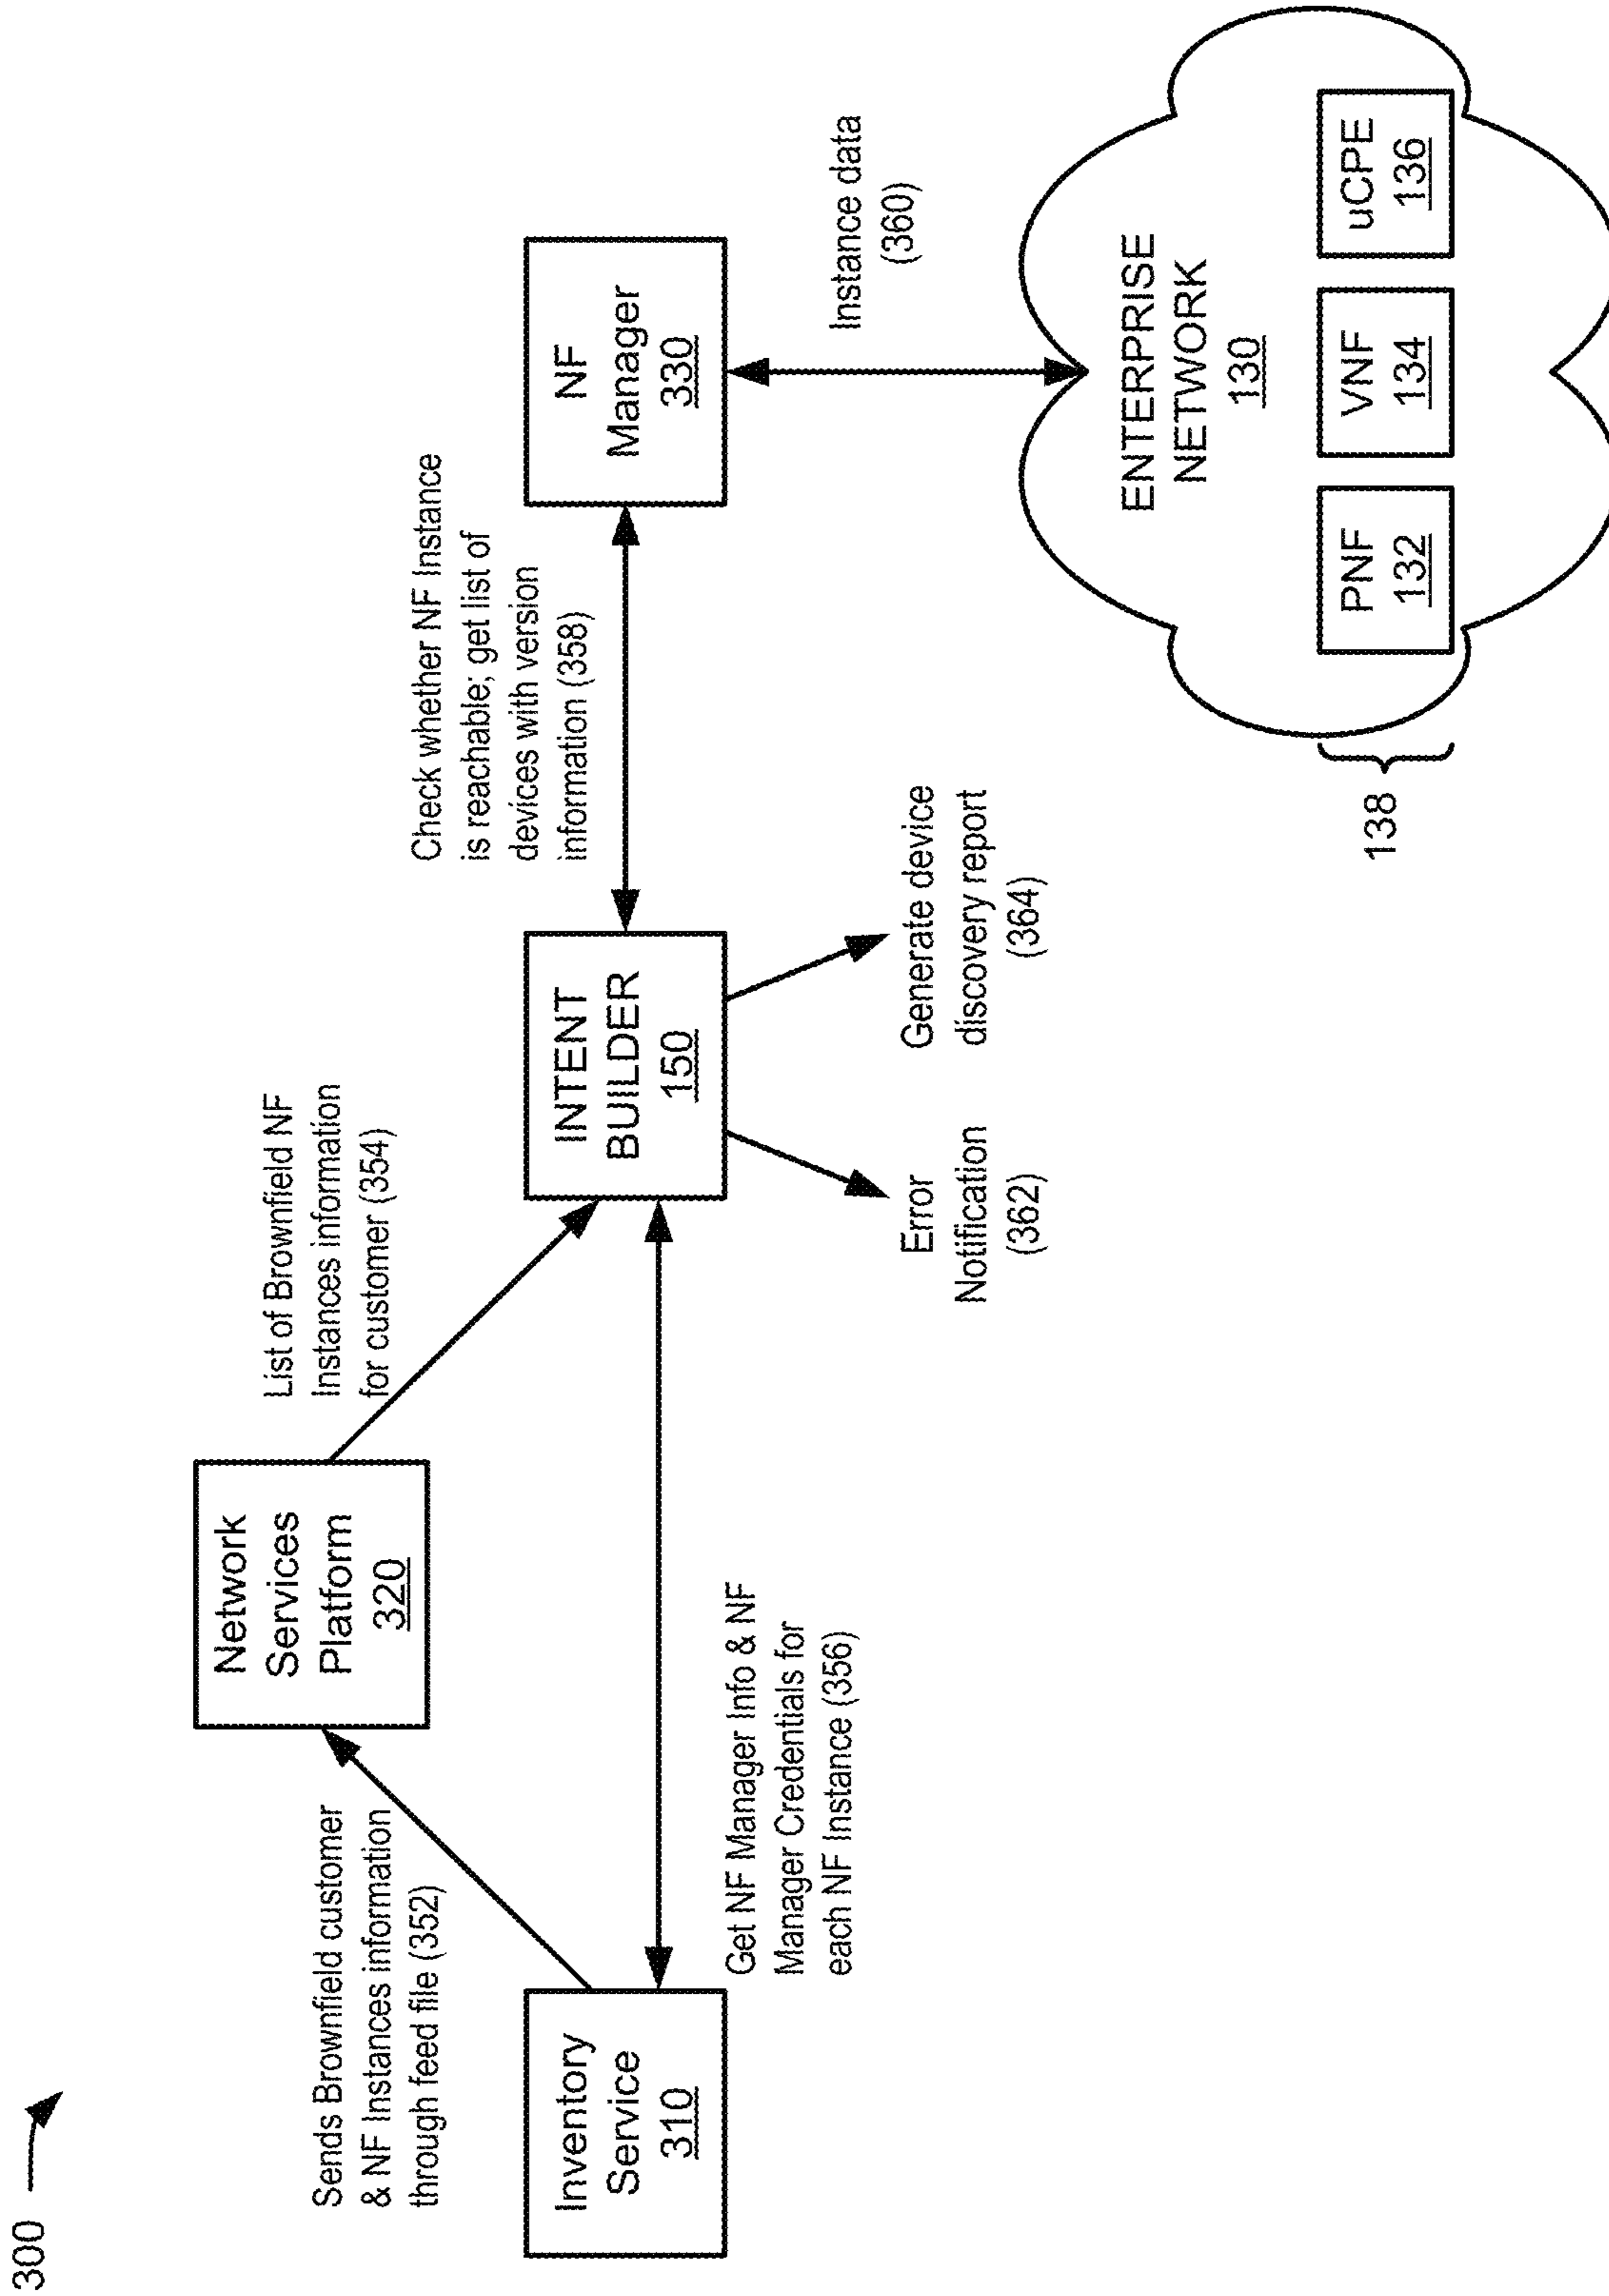 300
Sends Brownfield customer
& NF Instances information
through feed file (352)
Network
Services
Platform
320
List of Brownfield NF
Instances information
for customer (354)
Inventory
Service
310
Get NF Manager Info & NF
Manager Credentials for
each NF Instance (356)
INTENT
BUILDER
150
Error
Notification
(362)
Generate device
discovery report
(364)
Check whether NF Instance
is reachable; get list of
devices with version
information (358)
NF
Manager
330
Instance data
(360)
ENTERPRISE
NETWORK
130
PNF
132
VNF
134
uCPE
136
138